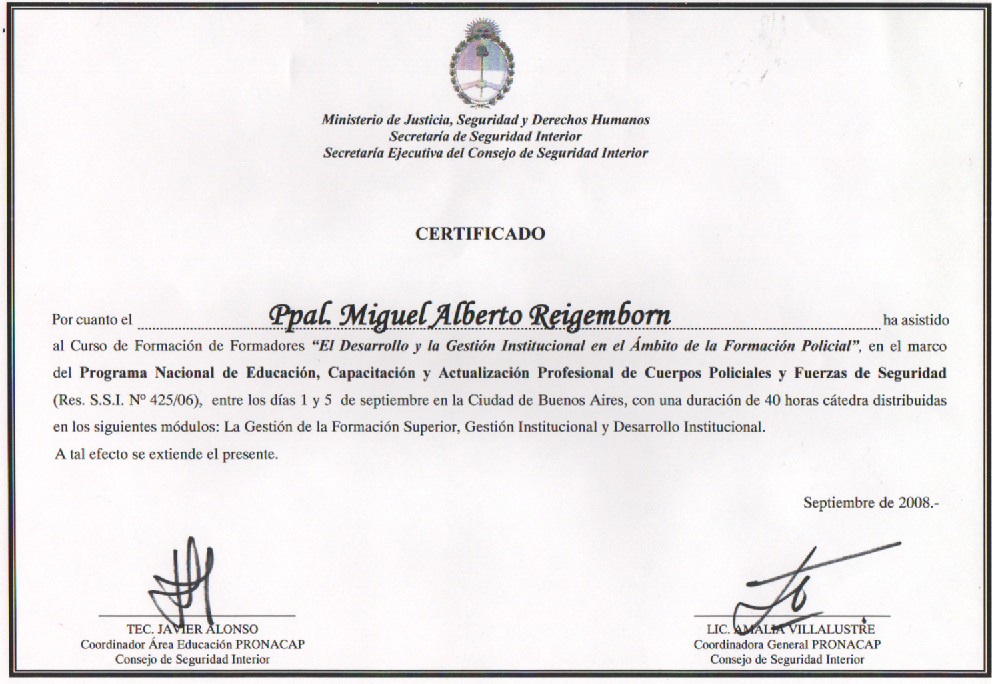 Ministerio de Justicia, Seguridad y Derechos Humanos
Secretaría de Seguridad Interior
Secretaría Ejecutiva del Consejo de Seguridad Interior
CERTIFICADO
Por cuanto el Ppal. Miguel Alberto Reigemborn ha asistido
al Curso de Formación de Formadores “El Desarrollo y la Gestión Institucional en el Ámbito de la Formación Policial”, en el marco
del Programa Nacional de Educación, Capacitación y Actualización Profesional de Cuerpos Policiales y Fuerzas de Seguridad
(Res. S.S.I. Nº 425/06), entre los días 1 y 5 de septiembre en la Ciudad de Buenos Aires, con una duración de 40 horas cátedra distribuidas
en los siguientes módulos: La Gestión de la Formación Superior, Gestión Institucional y Desarrollo Institucional.
A tal efecto se extiende el presente.
Septiembre de 2008.-
TEC. JAVIER ALONSO
Coordinador Área Educación PRONACAP
Consejo de Seguridad Interior
LIC. AMALIA VILLALUSTRE
Coordinadora General PRONACAP
Consejo de Seguridad Interior